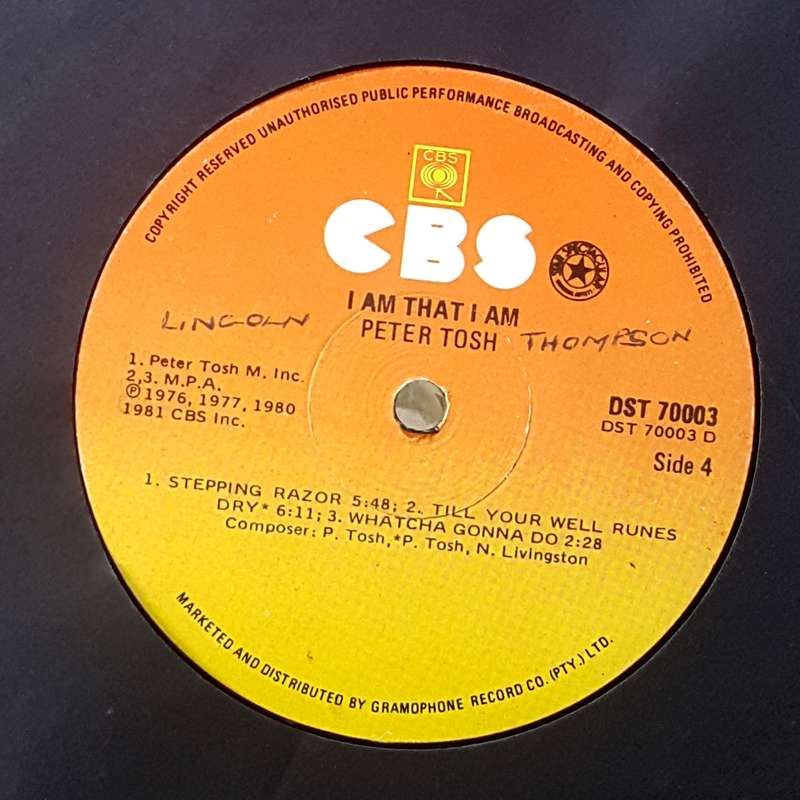 COPYRIGHT RESERVED UNAUTHORISED PUBLIC PERFORMANCE BROADCASTING AND COPYING PROHIBITED
CBS
CBS
STAR SPECTACULAR
I AM THAT I AM
LINCOLN PETER TOSH THOMPSON
1. Peter Tosh M. Inc.
2,3. M.P.A.
Ⓟ 1976, 1977, 1980
1981 CBS Inc.
DST 70003
DST 70003 D
Side 4
1. STEPPING RAZOR 5:48; 2. TILL YOUR WELL RUNES
DRY* 6:11; 3. WHATCHA GONNA DO 2:28
Composer: P. Tosh,*P. Tosh, N. Livingston
MARKETED AND DISTRIBUTED BY GRAMOPHONE RECORD CO. (PTY.) LTD.